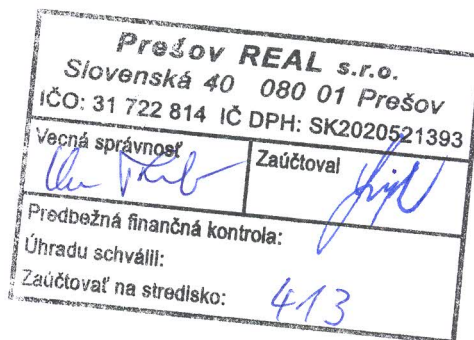 Prešov REAL s.r.o.
Slovenská 40 080 01 Prešov
IČO: 31 722 814 IČ DPH: SK2020521393
Vecná správnosť Zaúčtoval
Predbežná finančná kontrola:
Úhradu schválil:
Zaúčtovať na stredisko: 413